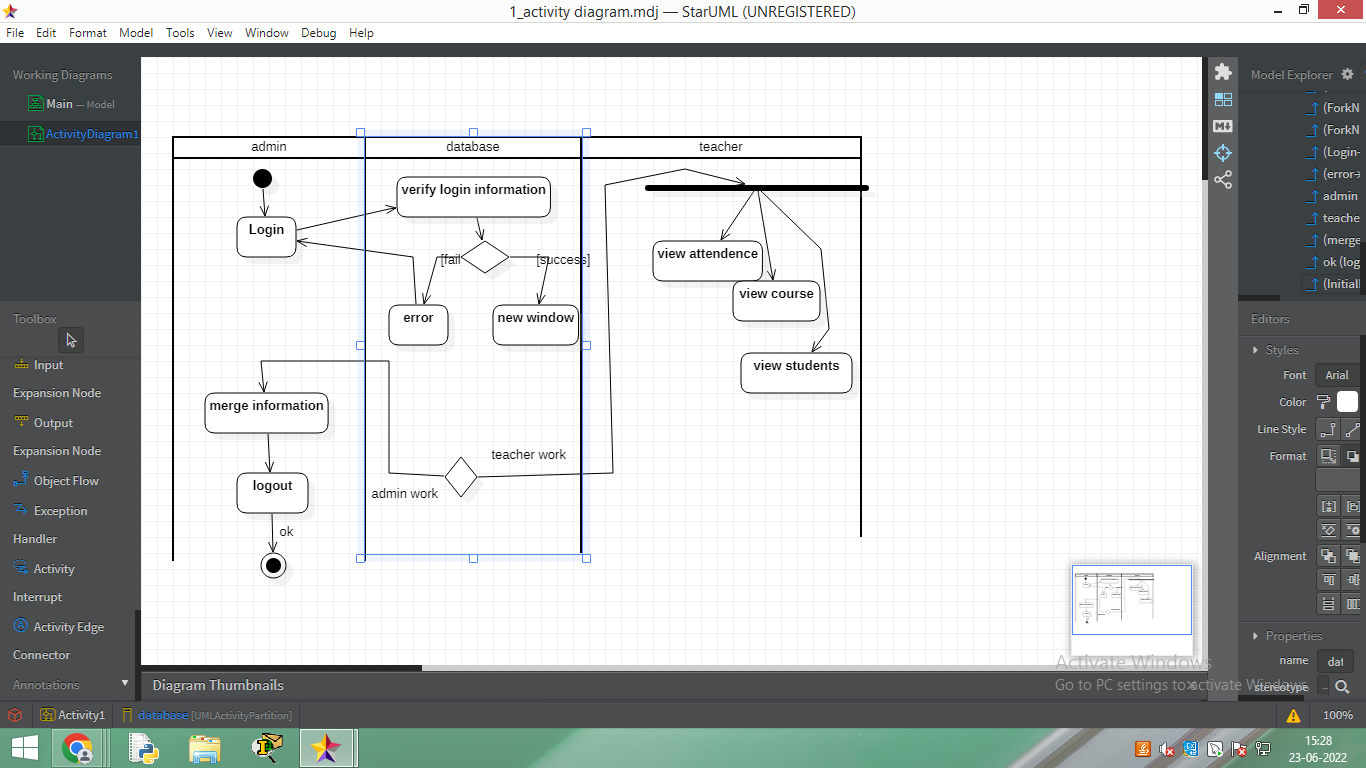 1_activity diagram.mdj — StarUML (UNREGISTERED)
File Edit Format Model Tools View Window Debug Help
Working Diagrams
Main — Model
ActivityDiagram1
Toolbox
Input
Expansion Node
Output
Expansion Node
Object Flow
Exception
Handler
Activity
Interrupt
Activity Edge
Connector
Annotations
admin database teacher
verify login information
Login
[fail
[success]
view attendence
view course
error
new window
view students
merge information
teacher work
logout
admin work
ok
Model Explorer
(ForkN
(ForkN
(Login-
(error-
admin
teache
(merge
ok (log
(Initiall
Editors
Styles
Font Arial
Color
Line Style
Format
Alignment
Properties
name dat
stereotype
Activate Windows
Go to PC settings to activate Windows.
Diagram Thumbnails
Activity1 database [UMLActivityPartition]
100%
15:28
23-06-2022